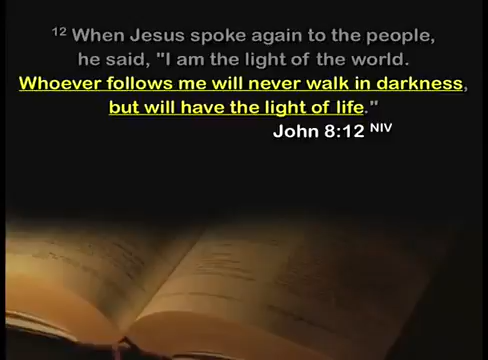 12 When Jesus spoke again to the people,
he said, "I am the light of the world.
Whoever follows me will never walk in darkness,
but will have the light of life."
John 8:12 NIV